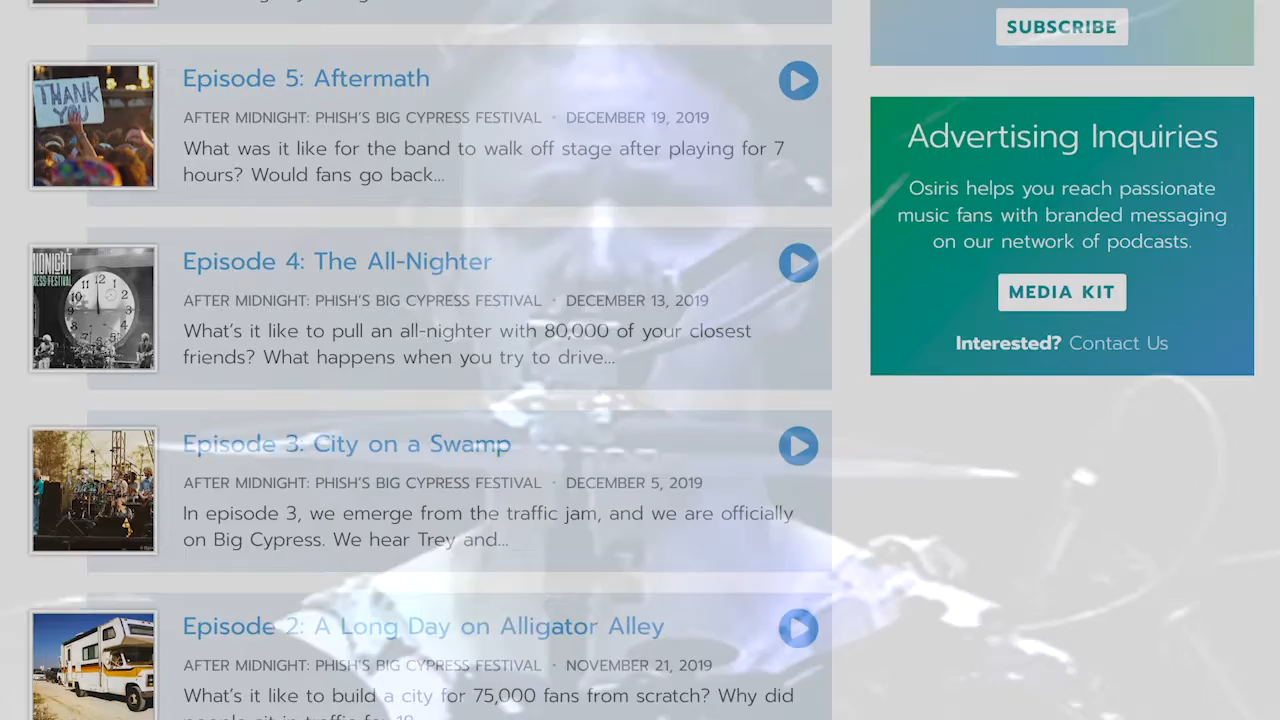 SUBSCRIBE
Episode 5: Aftermath
AFTER MIDNIGHT: PHISH'S BIG CYPRESS FESTIVAL • DECEMBER 19, 2019
What was it like for the band to walk off stage after playing for 7
hours? Would fans go back...
THANK
YOU
Episode 4: The All-Nighter
AFTER MIDNIGHT: PHISH'S BIG CYPRESS FESTIVAL • DECEMBER 13, 2019
What's it like to pull an all-nighter with 80,000 of your closest
friends? What happens when you try to drive...
Episode 3: City on a Swamp
AFTER MIDNIGHT: PHISH'S BIG CYPRESS FESTIVAL • DECEMBER 5, 2019
In episode 3, we emerge from the traffic jam, and we are officially
on Big Cypress. We hear Trey and...
Episode 2: A Long Day on Alligator Alley
AFTER MIDNIGHT: PHISH'S BIG CYPRESS FESTIVAL • NOVEMBER 21, 2019
What's it like to build a city for 75,000 fans from scratch? Why did
Advertising Inquiries
Osiris helps you reach passionate
music fans with branded messaging
on our network of podcasts.
MEDIA KIT
Interested? Contact Us